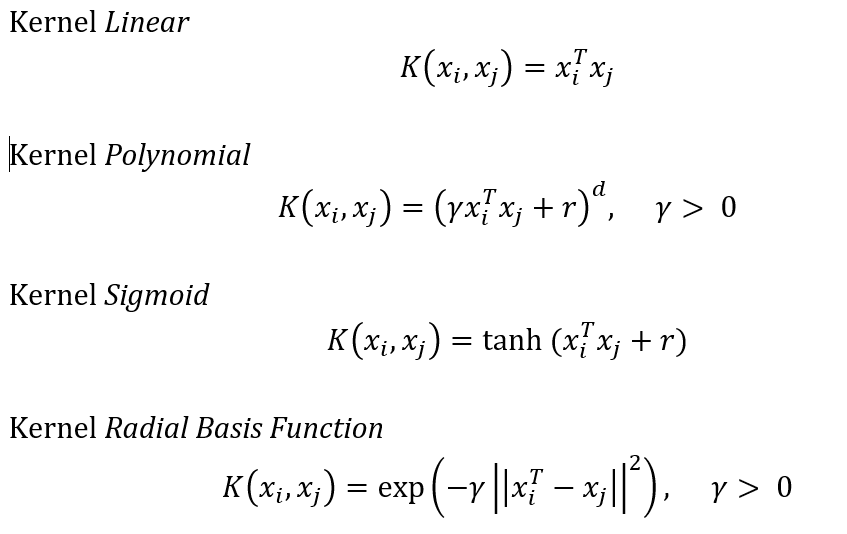 Kernel Linear
K(xᵢ, xⱼ) = xᵢᵀxⱼ
Kernel Polynomial
K(xᵢ, xⱼ) = (γxᵢᵀxⱼ + r)ᵈ, γ > 0
Kernel Sigmoid
K(xᵢ, xⱼ) = tanh (xᵢᵀxⱼ + r)
Kernel Radial Basis Function
K(xᵢ, xⱼ) = exp(−γ||xᵢᵀ − xⱼ||²), γ > 0